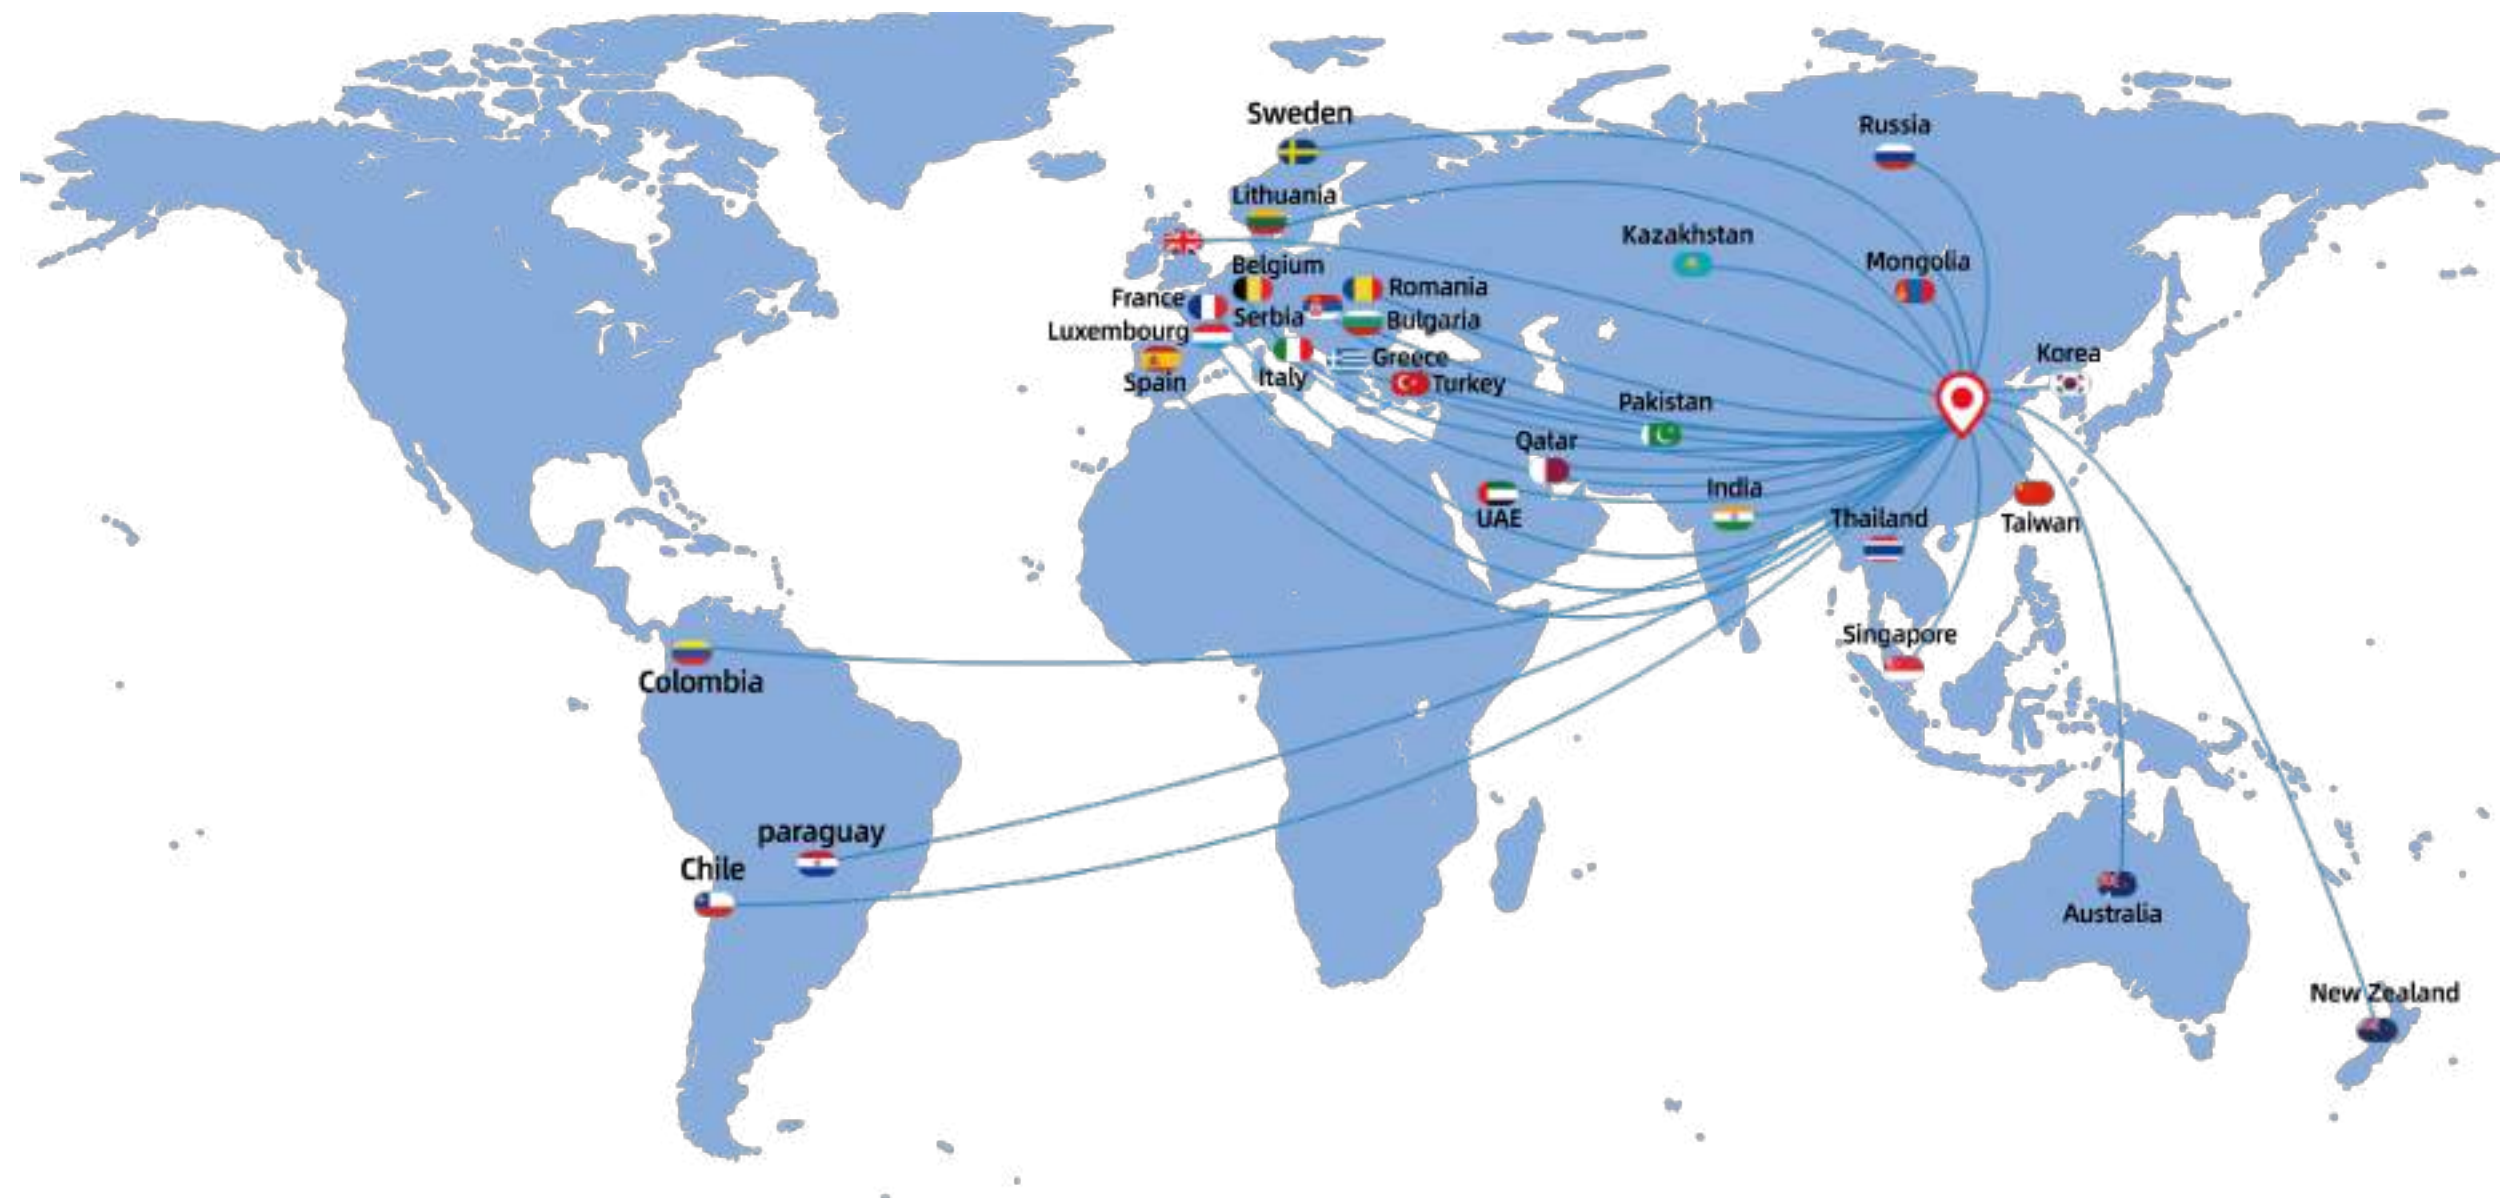 Sweden
Russia
Lithuania
Kazakhstan
Mongolia
Belgium
Romania
France
Serbia
Bulgaria
Luxembourg
Korea
Greece
Italy
Spain
Turkey
Pakistan
Qatar
India
UAE
Thailand
Taiwan
Singapore
Colombia
paraguay
Chile
Australia
New Zealand